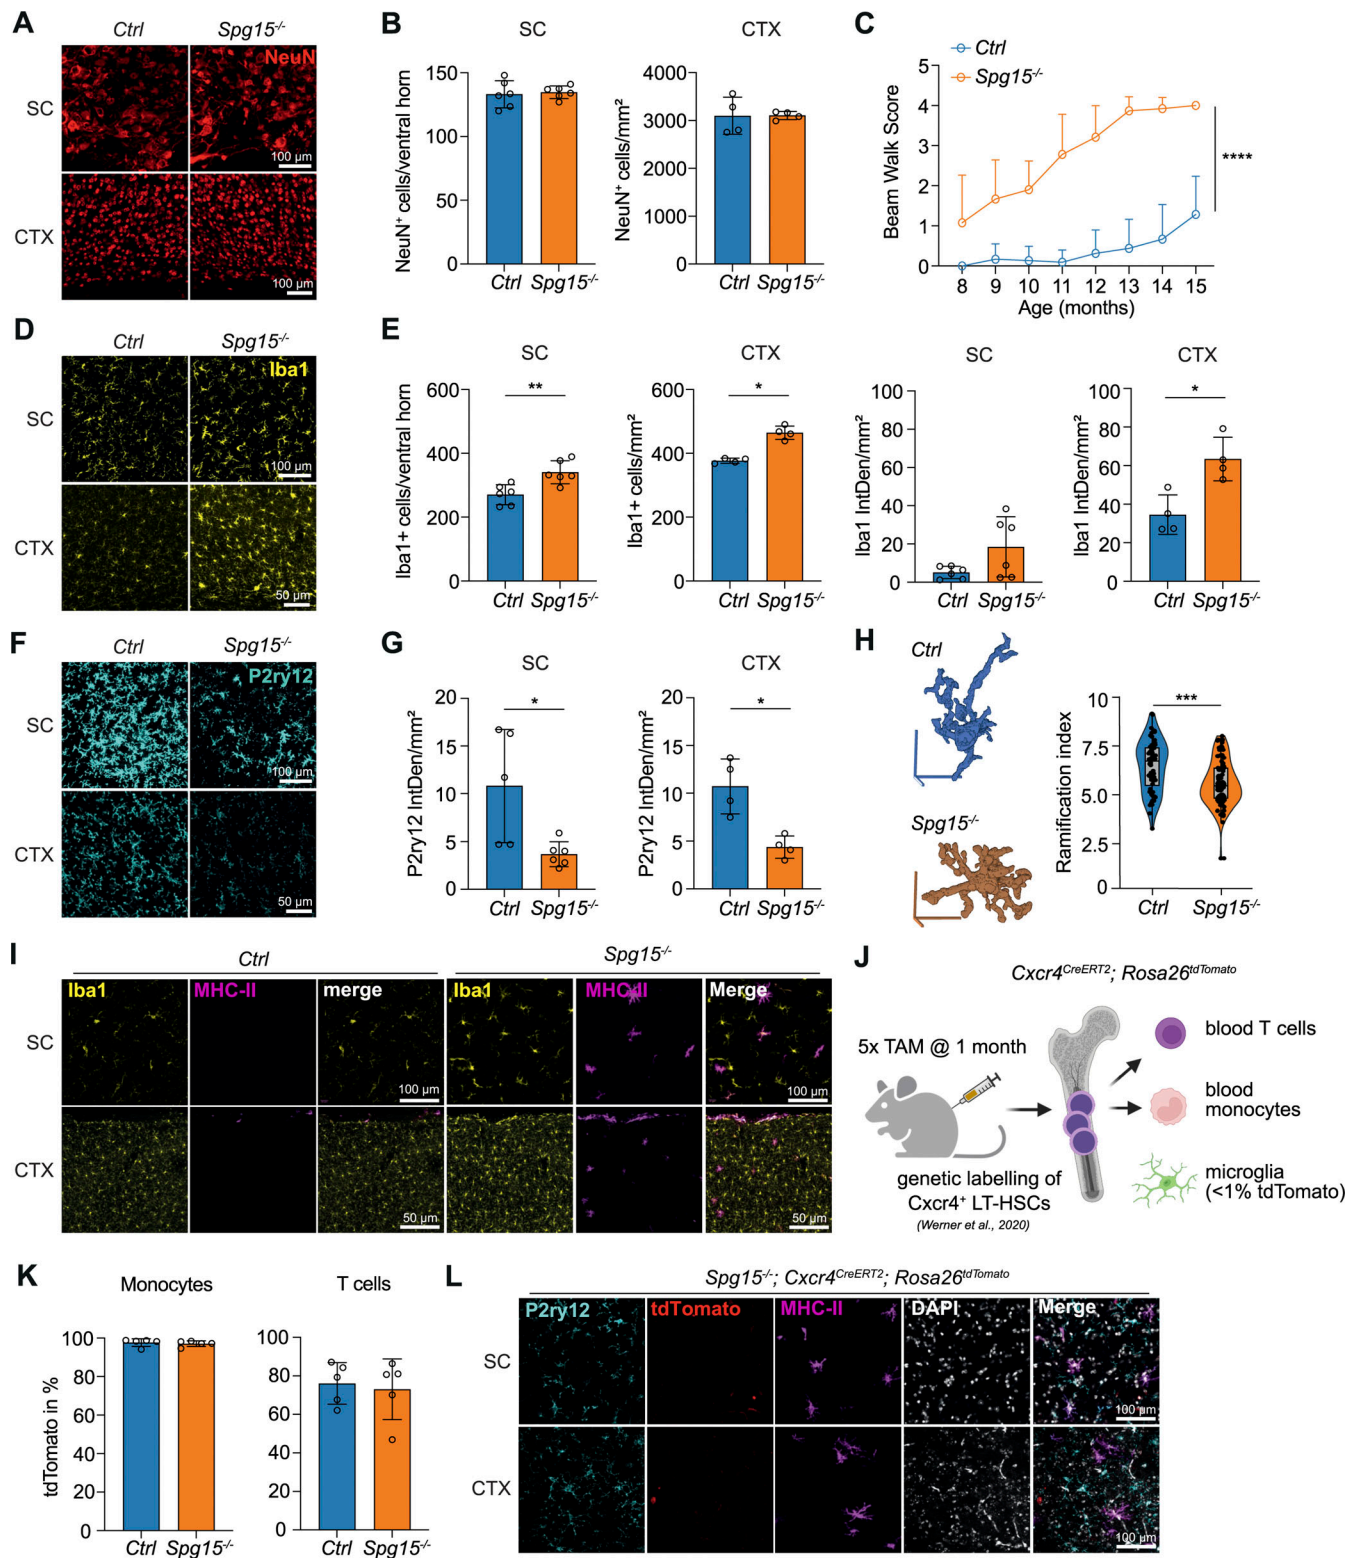 A
Ctrl
Spg15-/-
NeuN
SC
100 µm
CTX
100 µm
B
SC
CTX
NeuN+ cells/ventral horn
150
100
50
0
Ctrl Spg15-/-
NeuN+ cells/mm²
4000
3000
2000
1000
0
Ctrl Spg15-/-
C
Ctrl
Spg15-/-
Beam Walk Score
5
4
3
2
1
0
****
8 9 10 11 12 13 14 15
Age (months)
D
Ctrl
Spg15-/-
Iba1
SC
100 µm
CTX
50 µm
E
SC
**
Iba1+ cells/ventral horn
600
400
200
0
Ctrl Spg15-/-
CTX
*
Iba1+ cells/mm²
600
400
200
0
Ctrl Spg15-/-
SC
Iba1 IntDen/mm²
100
80
60
40
20
0
Ctrl Spg15-/-
CTX
*
Iba1 IntDen/mm²
100
80
60
40
20
0
Ctrl Spg15-/-
F
Ctrl
Spg15-/-
P2ry12
SC
100 µm
CTX
50 µm
G
SC
*
P2ry12 IntDen/mm²
20
15
10
5
0
Ctrl Spg15-/-
CTX
*
P2ry12 IntDen/mm²
20
15
10
5
0
Ctrl Spg15-/-
H
Ctrl
Spg15-/-
***
Ramification index
10
7.5
5.0
2.5
0
Ctrl Spg15-/-
I
Ctrl
Spg15-/-
Iba1
MHC-II
merge
Iba1
MHC-II
Merge
SC
100 µm
100 µm
CTX
50 µm
50 µm
J
Cxcr4CreERT2; Rosa26tdTomato
5x TAM @ 1 month
genetic labelling of
Cxcr4+ LT-HSCs
(Werner et al., 2020)
blood T cells
blood
monocytes
microglia
(<1% tdTomato)
K
Monocytes
T cells
tdTomato in %
100
80
60
40
20
0
Ctrl Spg15-/-
100
80
60
40
20
0
Ctrl Spg15-/-
L
Spg15-/-; Cxcr4CreERT2; Rosa26tdTomato
P2ry12
tdTomato
MHC-II
DAPI
Merge
SC
100 µm
CTX
100 µm